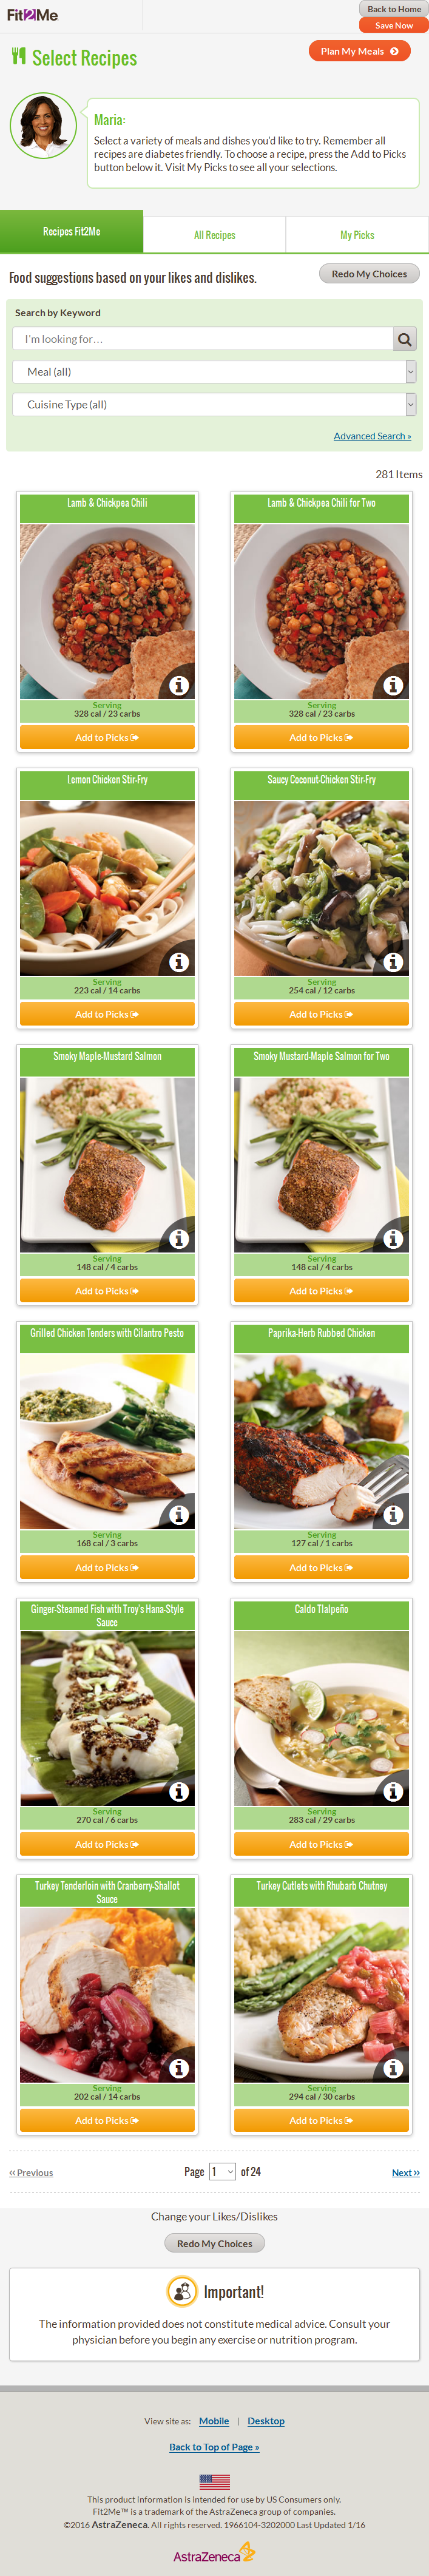 Fit2Me
Back to Home
Save Now
Select Recipes
Plan My Meals
Maria:
Select a variety of meals and dishes you'd like to try. Remember all
recipes are diabetes friendly. To choose a recipe, press the Add to Picks
button below it. Visit My Picks to see all your selections.
Recipes Fit2Me
All Recipes
My Picks
Food suggestions based on your likes and dislikes.
Redo My Choices
Search by Keyword
I'm looking for...
Meal (all)
Cuisine Type (all)
Advanced Search »
281 Items
Lamb & Chickpea Chili
Serving
328 cal / 23 carbs
Add to Picks
Lamb & Chickpea Chili for Two
Serving
328 cal / 23 carbs
Add to Picks
Lemon Chicken Stir-Fry
Serving
223 cal / 14 carbs
Add to Picks
Saucy Coconut-Chicken Stir-Fry
Serving
254 cal / 12 carbs
Add to Picks
Smoky Maple-Mustard Salmon
Serving
148 cal / 4 carbs
Add to Picks
Smoky Mustard-Maple Salmon for Two
Serving
148 cal / 4 carbs
Add to Picks
Grilled Chicken Tenders with Cilantro Pesto
Serving
168 cal / 3 carbs
Add to Picks
Paprika-Herb Rubbed Chicken
Serving
127 cal / 1 carbs
Add to Picks
Ginger-Steamed Fish with Troy's Hana-Style
Sauce
Serving
270 cal / 6 carbs
Add to Picks
Caldo Tlalpeño
Serving
283 cal / 29 carbs
Add to Picks
Turkey Tenderloin with Cranberry-Shallot
Sauce
Serving
202 cal / 14 carbs
Add to Picks
Turkey Cutlets with Rhubarb Chutney
Serving
294 cal / 30 carbs
Add to Picks
‹‹ Previous
Page 1 of 24
Next ››
Change your Likes/Dislikes
Redo My Choices
Important!
The information provided does not constitute medical advice. Consult your
physician before you begin any exercise or nutrition program.
View site as: Mobile | Desktop
Back to Top of Page »
This product information is intended for use by US Consumers only.
Fit2Me™ is a trademark of the AstraZeneca group of companies.
©2016 AstraZeneca. All rights reserved. 1966104-3202000 Last Updated 1/16
AstraZeneca